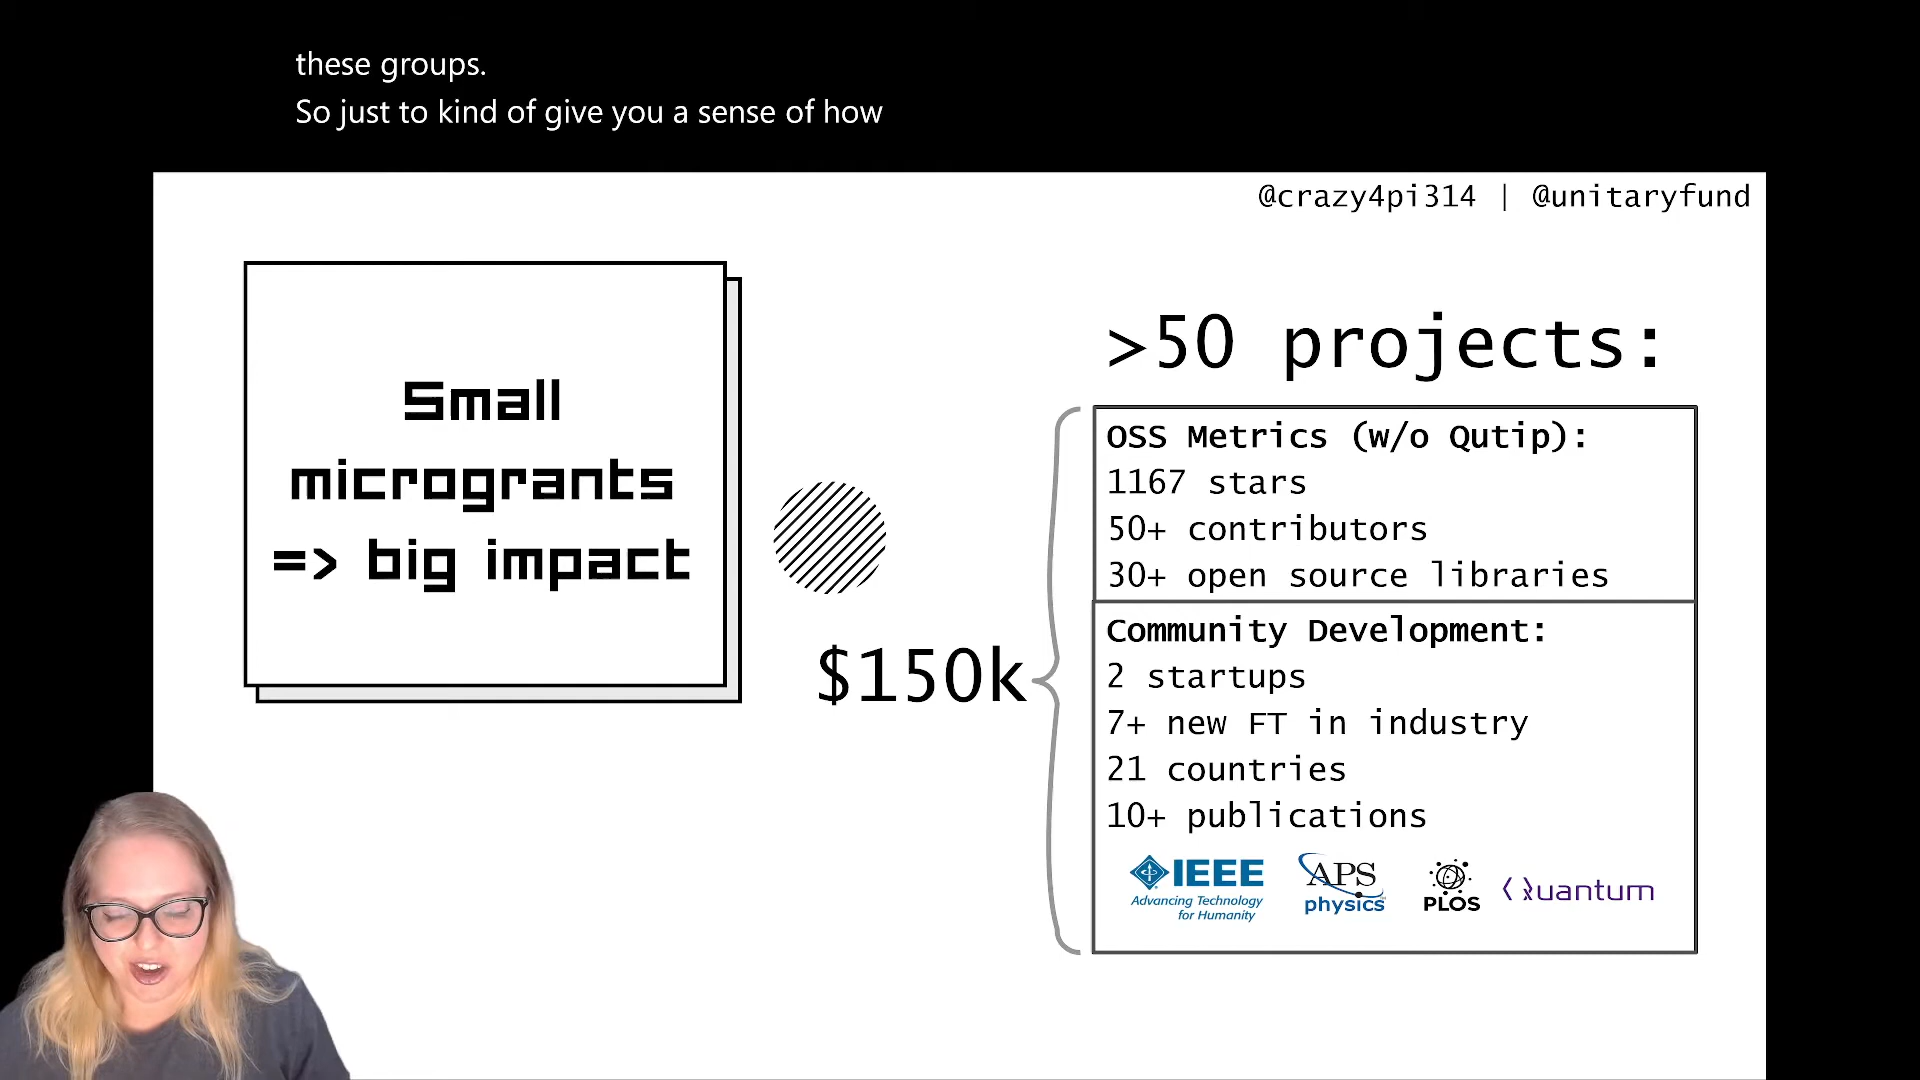 these groups.
So just to kind of give you a sense of how
@crazy4pi314 | @unitaryfund
Small
microgrants
=> big impact
>50 projects:
OSS Metrics (w/o Qutip):
1167 stars
50+ contributors
30+ open source libraries
$150k
Community Development:
2 startups
7+ new FT in industry
21 countries
10+ publications
IEEE
Advancing Technology
for Humanity
APS
physics
PLOS
Quantum